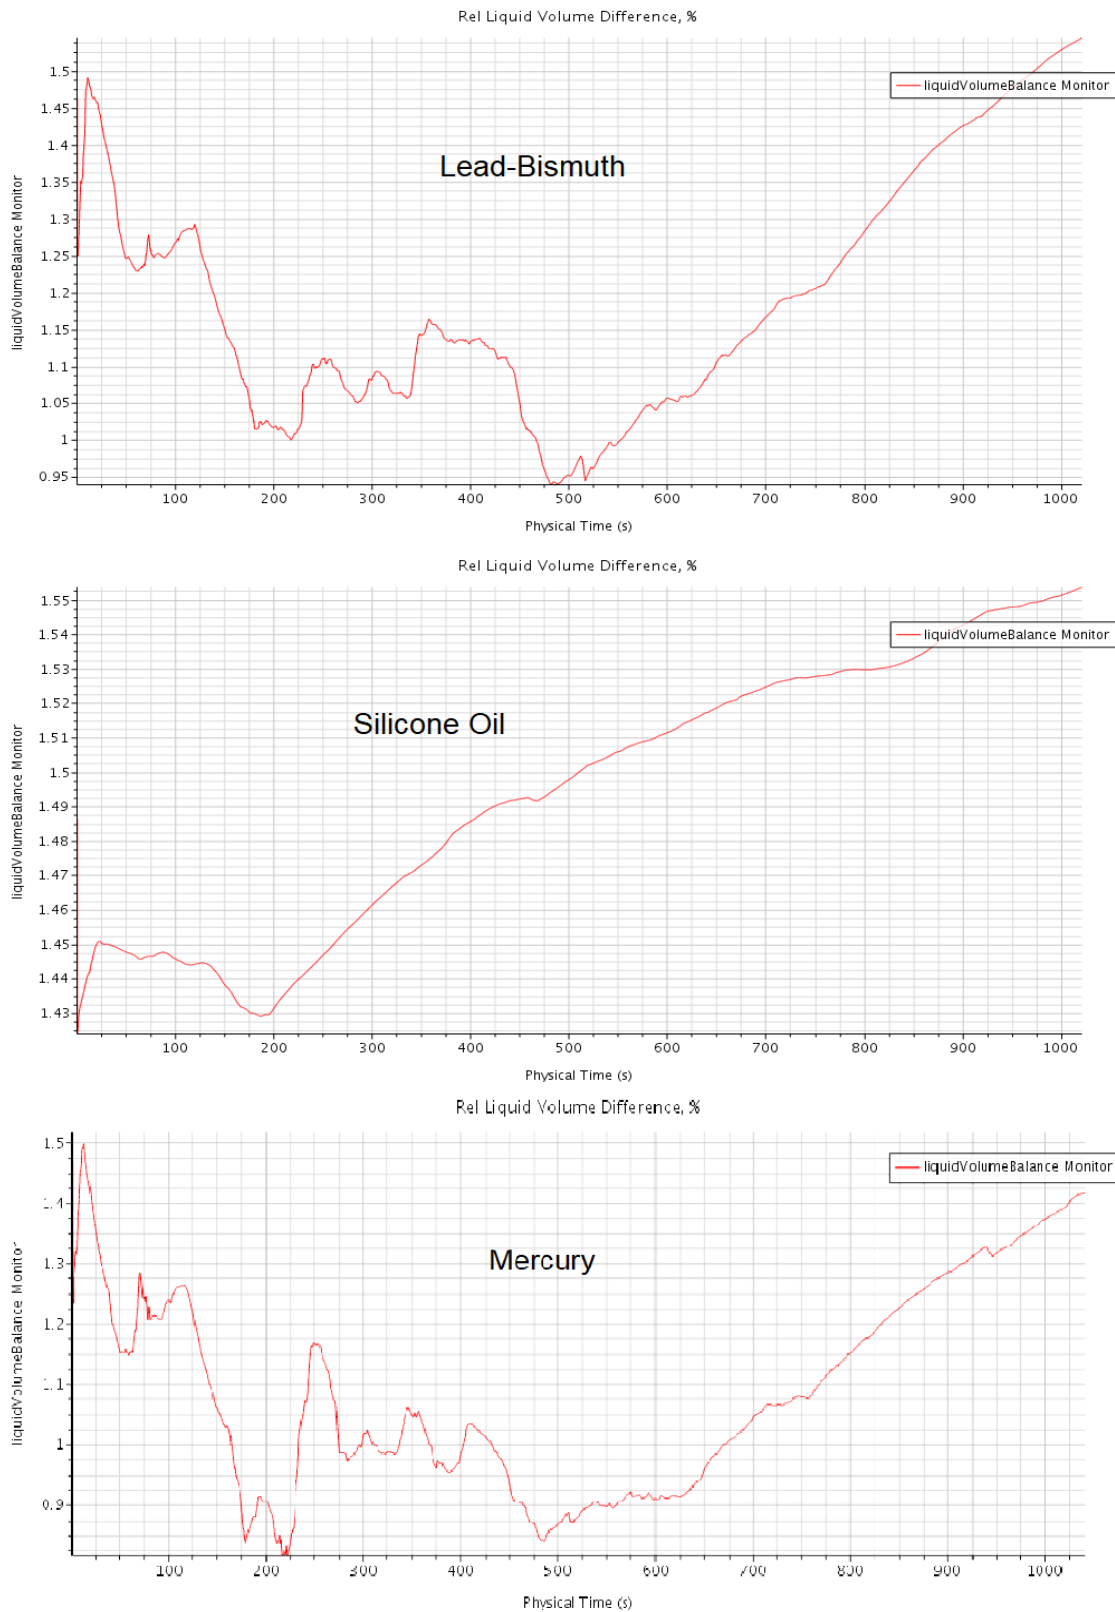 Rel Liquid Volume Difference, %
liquidVolumeBalance Monitor
1.5
1.45
1.4
1.35
1.3
1.25
1.2
1.15
1.1
1.05
1
0.95
liquidVolumeBalance Monitor
Lead-Bismuth
100 200 300 400 500 600 700 800 900 1000
Physical Time (s)
Rel Liquid Volume Difference, %
liquidVolumeBalance Monitor
1.55
1.54
1.53
1.52
1.51
1.5
1.49
1.48
1.47
1.46
1.45
1.44
1.43
liquidVolumeBalance Monitor
Silicone Oil
100 200 300 400 500 600 700 800 900 1000
Physical Time (s)
Rel Liquid Volume Difference, %
liquidVolumeBalance Monitor
1.5
1.4
1.3
1.2
1.1
1
0.9
liquidVolumeBalance Monitor
Mercury
100 200 300 400 500 600 700 800 900 1000
Physical Time (s)